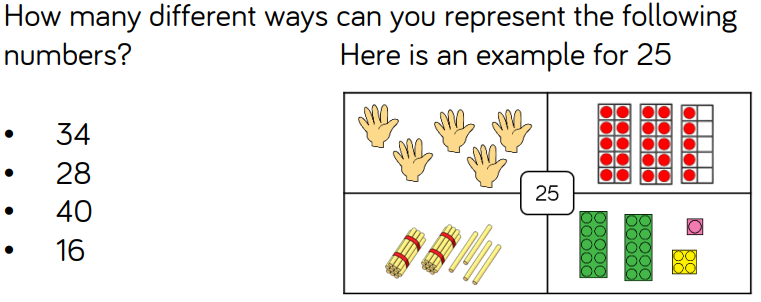 How many different ways can you represent the following
numbers?
Here is an example for 25
• 34
• 28
• 40
• 16
25